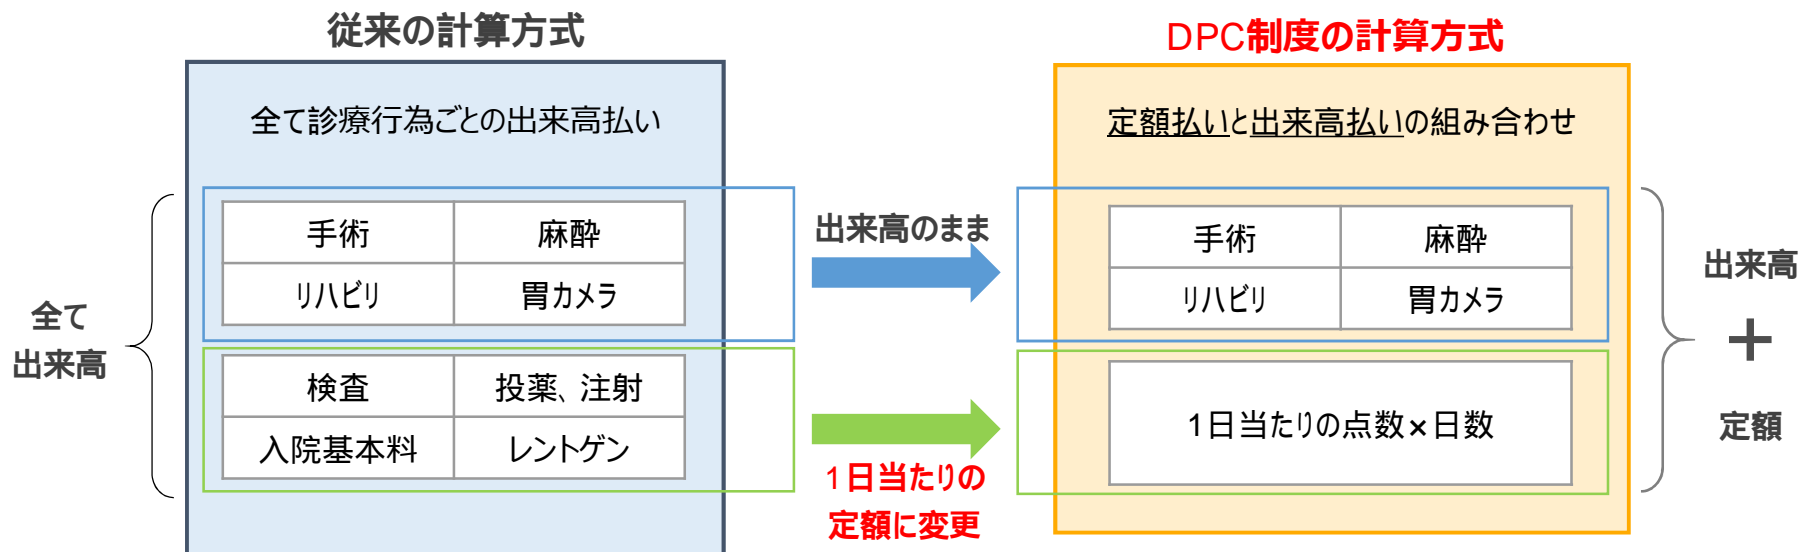 従来の計算方式
全て診療行為ごとの出来高払い
全て
出来高
手術
麻酔
リハビリ
胃カメラ
検査
投薬、注射
入院基本料
レントゲン
出来高のまま
1日当たりの
定額に変更
DPC制度の計算方式
定額払いと出来高払いの組み合わせ
手術
麻酔
リハビリ
胃カメラ
1日当たりの点数×日数
出来高
＋
定額